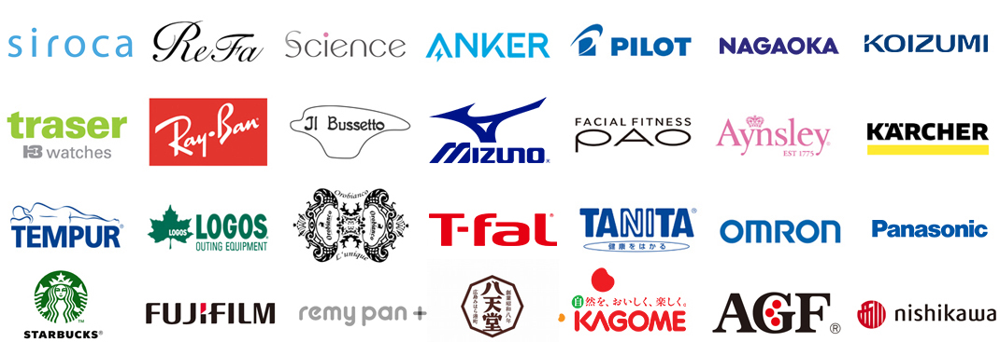 siroca
ReFa
Science
ANKER
PILOT
NAGAOKA
KOIZUMI
traser
H3 watches
Ray-Ban
Il Bussetto
MIZUNO
FACIAL FITNESS
PAO
Aynsley
EST 1775
KÄRCHER
TEMPUR®
LOGOS
LOGOS
OUTING EQUIPMENT
Orobianco
Orobianco
Orobianco
L'unique
T-fal®
TANITA®
健康をはかる
OMRON
Panasonic
STARBUCKS®
FUJIFILM
remy pan +
創業昭和八年
八天堂
広島みはら港町
自然を、おいしく、楽しく。
KAGOME
AGF®
nishikawa